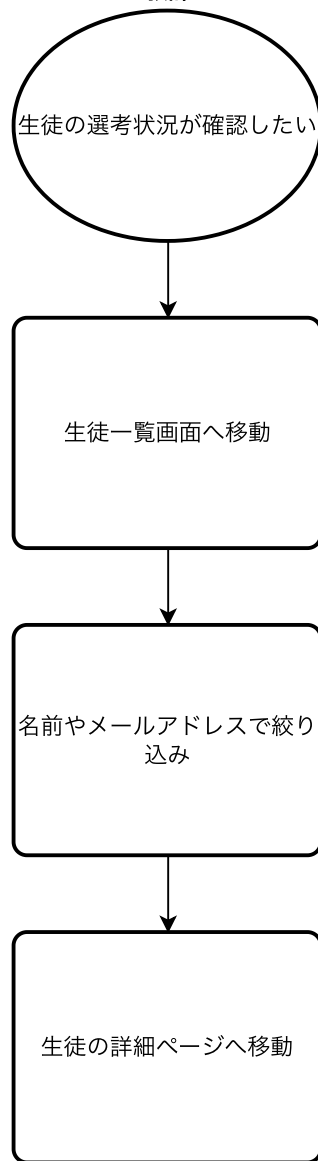 生徒の選考状況が確認したい
生徒一覧画面へ移動
名前やメールアドレスで絞り
込み
生徒の詳細ページへ移動